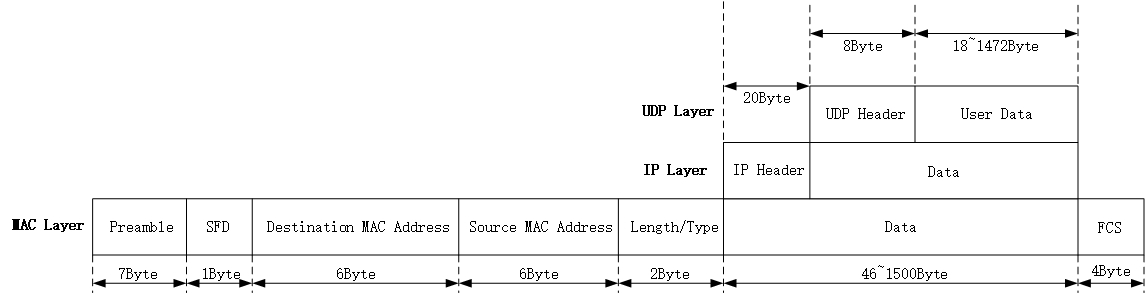 8Byte 18~1472Byte
20Byte
UDP Layer UDP Header User Data
IP Layer IP Header Data
MAC Layer Preamble SFD Destination MAC Address Source MAC Address Length/Type Data FCS
7Byte 1Byte 6Byte 6Byte 2Byte 46~1500Byte 4Byte